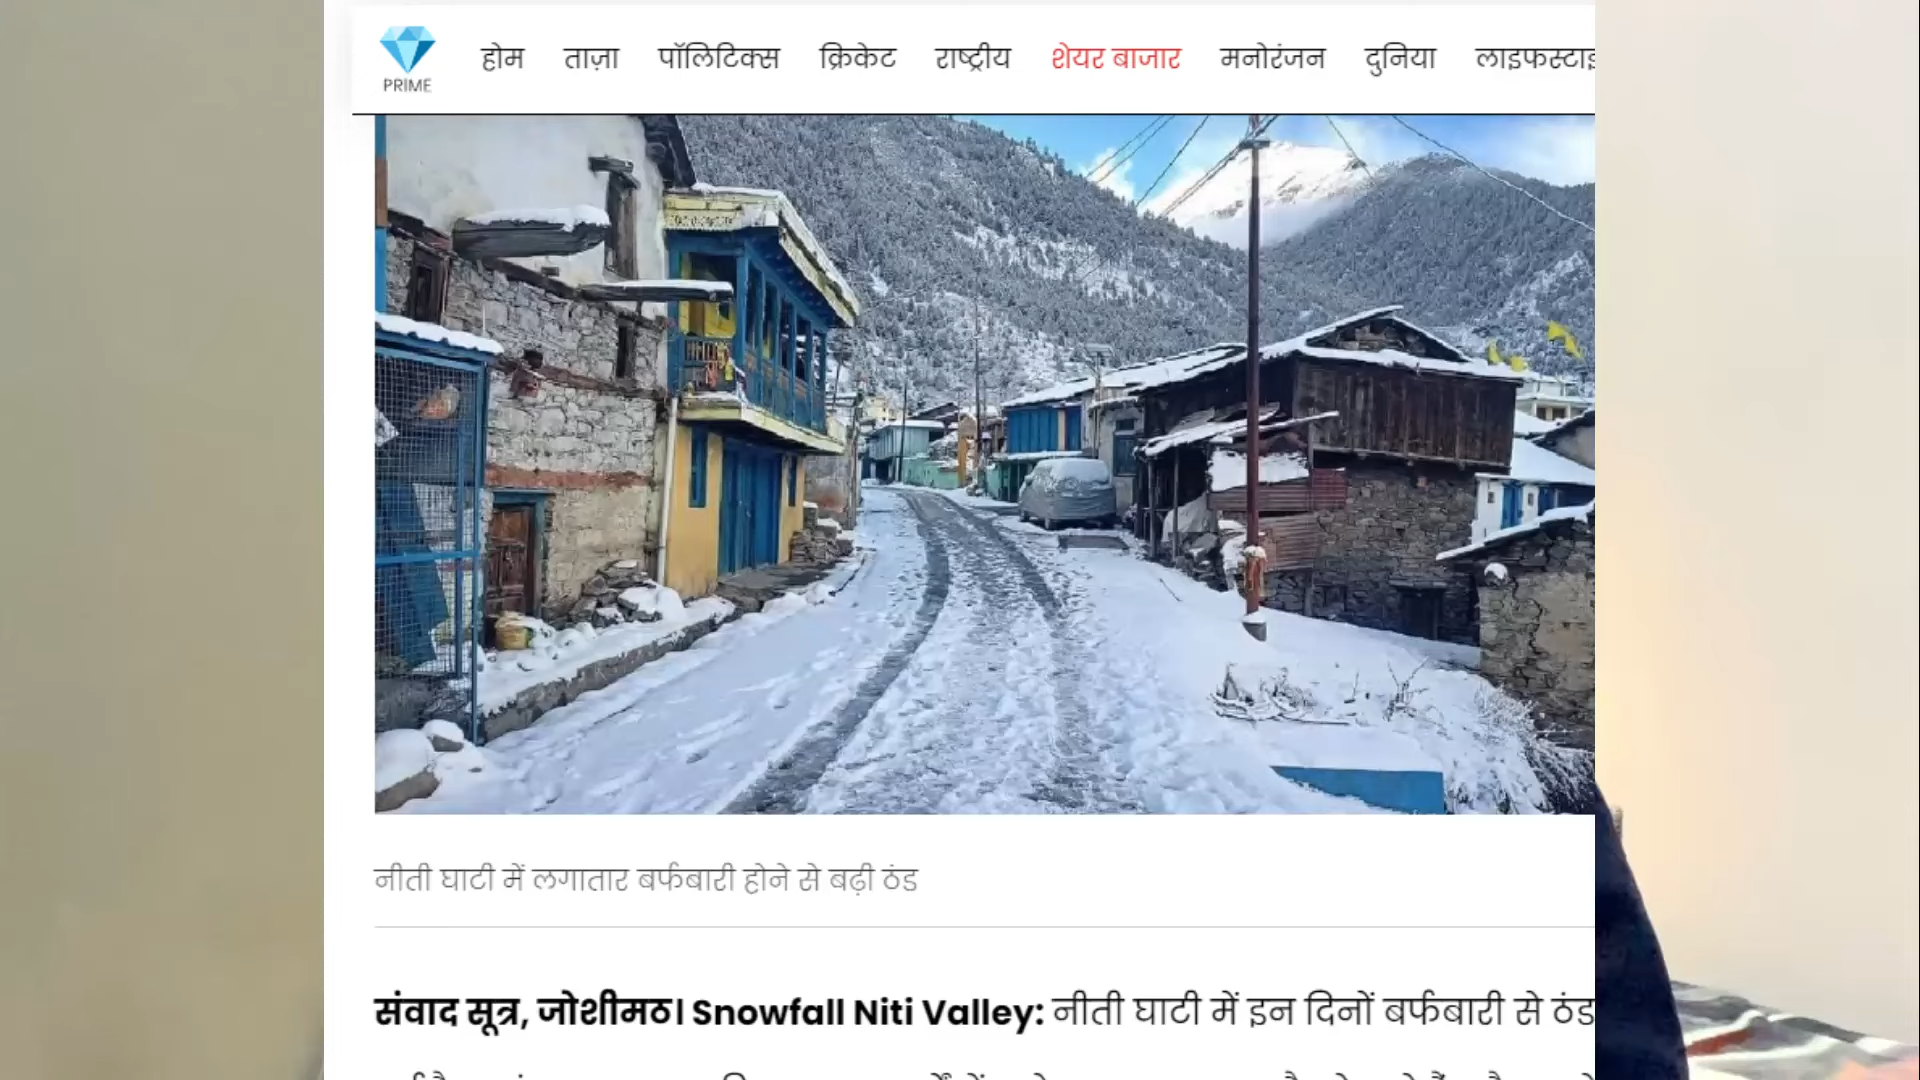 होम ताज़ा पॉलिटिक्स क्रिकेट राष्ट्रीय शेयर बाजार मनोरंजन दुनिया
PRIME
नीती घाटी में लगातार बर्फबारी होने से बढ़ी ठंड
संवाद सूत्र, जोशीमठ। Snowfall Niti Valley: नीती घाटी में इन दिनों बर्फबारी से ठंड